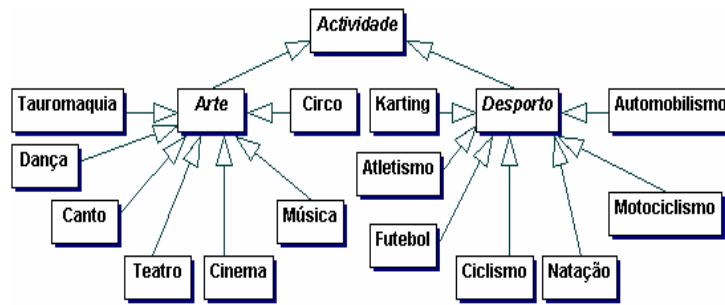 Actividade
Tauromaquia
Arte
Circo
Karting
Desporto
Automobilismo
Dança
Atletismo
Canto
Música
Motociclismo
Futebol
Teatro
Cinema
Ciclismo
Natação